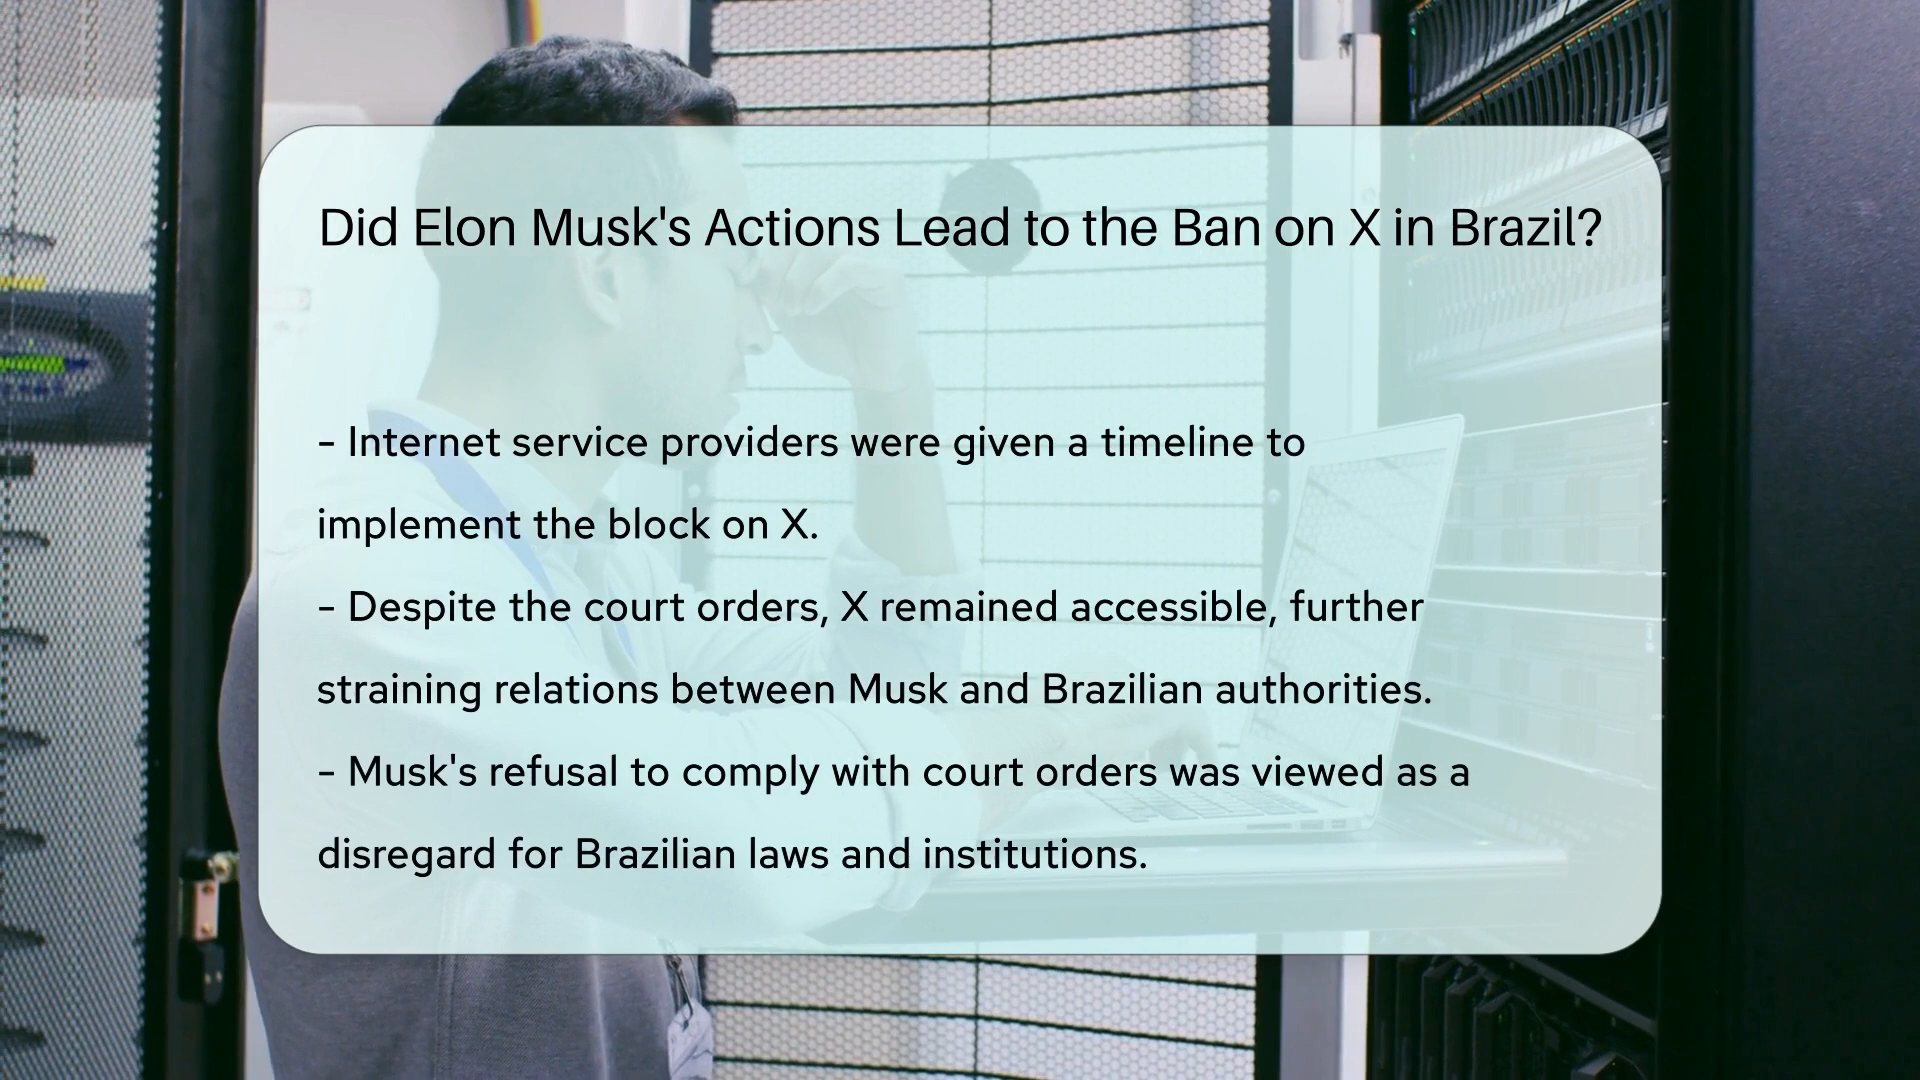 Did Elon Musk's Actions Lead to the Ban on X in Brazil?
- Internet service providers were given a timeline to
implement the block on X.
- Despite the court orders, X remained accessible, further
straining relations between Musk and Brazilian authorities.
- Musk's refusal to comply with court orders was viewed as a
disregard for Brazilian laws and institutions.